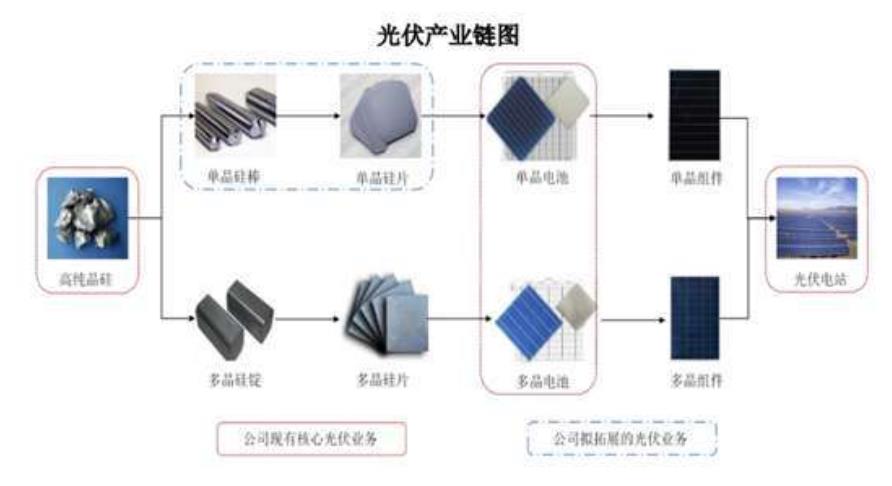 光伏产业链图
单晶硅棒
单晶硅片
单晶电池
单晶组件
高纯晶硅
光伏电站
多晶硅锭
多晶硅片
多晶电池
多晶组件
公司现有核心光伏业务
公司拟拓展的光伏业务